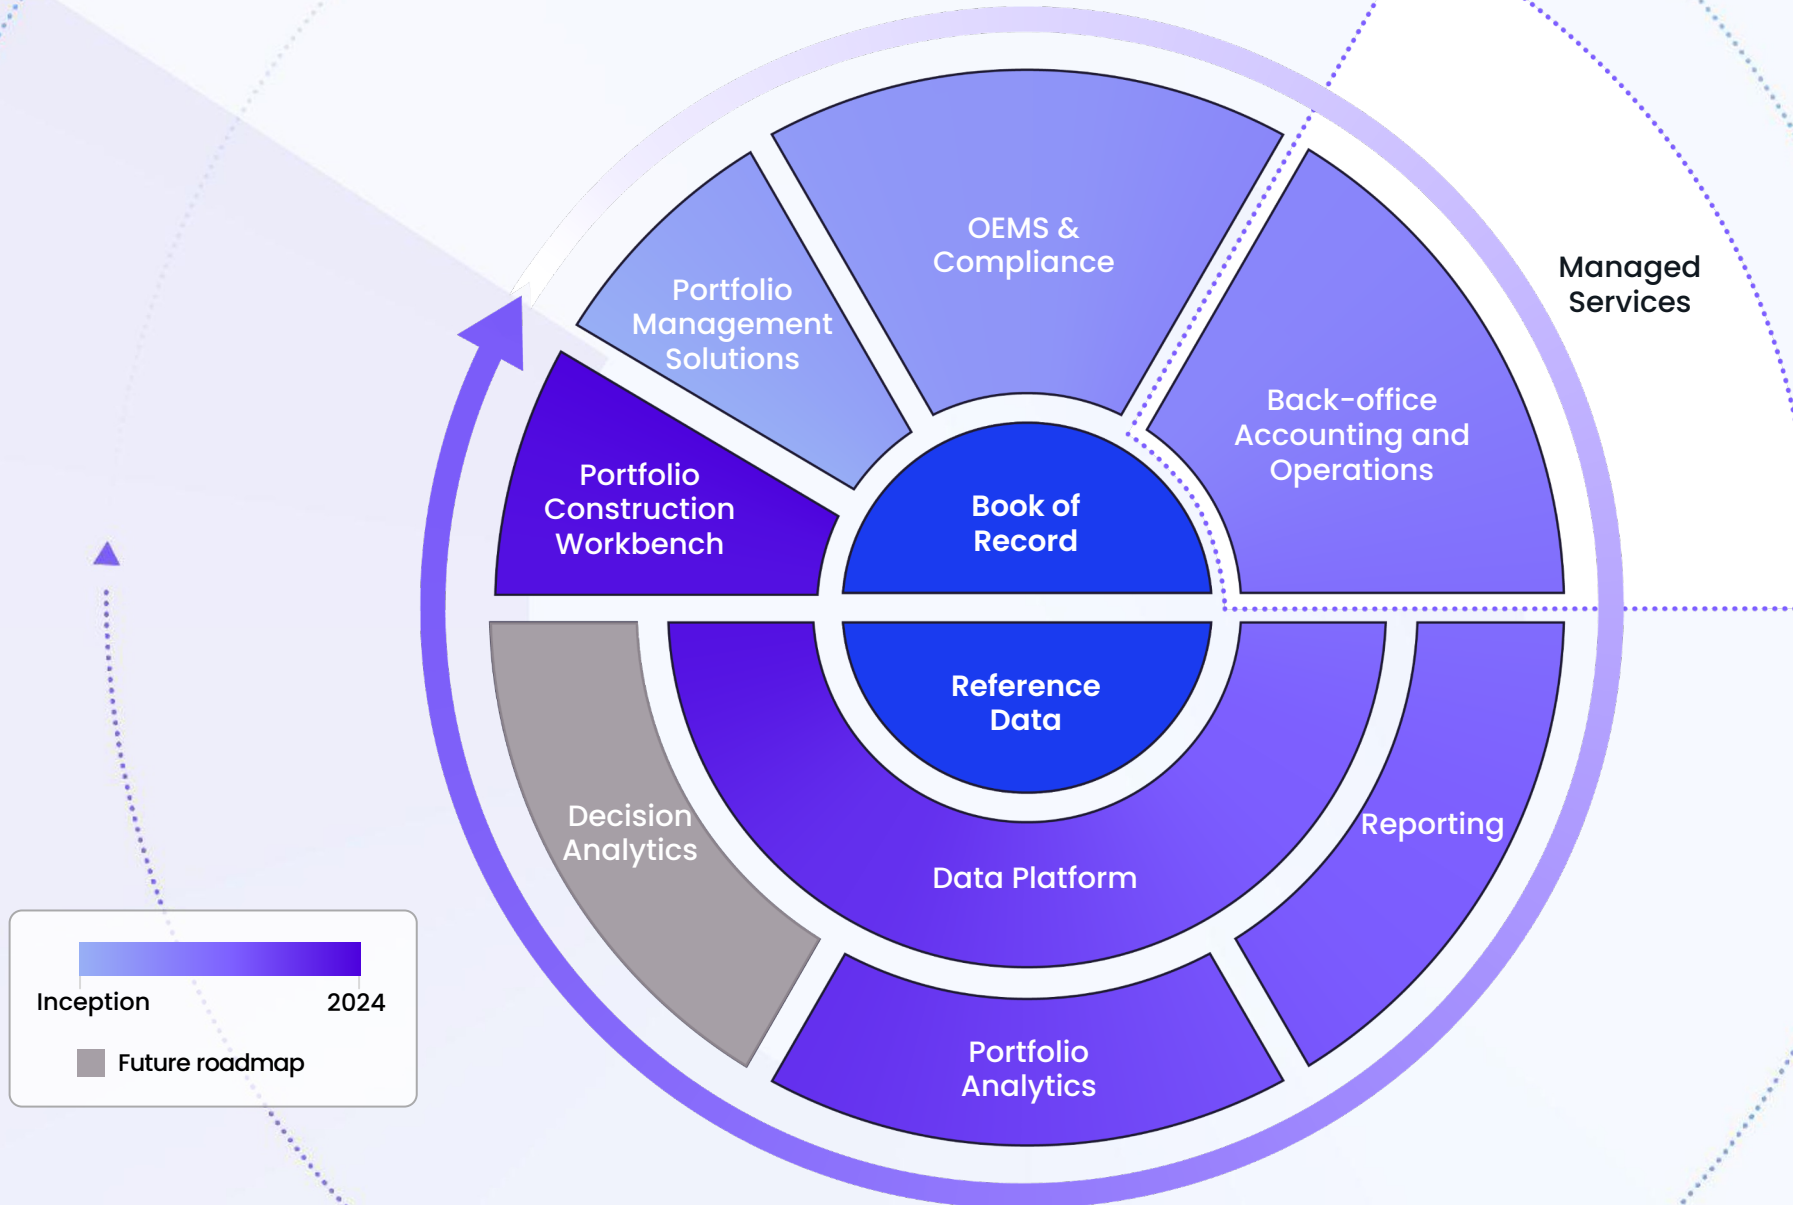 OEMS &
Compliance
Portfolio
Management
Solutions
Managed
Services
Back-office
Accounting and
Operations
Portfolio
Construction
Workbench
Book of
Record
Reference
Data
Decision
Analytics
Reporting
Data Platform
Portfolio
Analytics
Inception
2024
Future roadmap